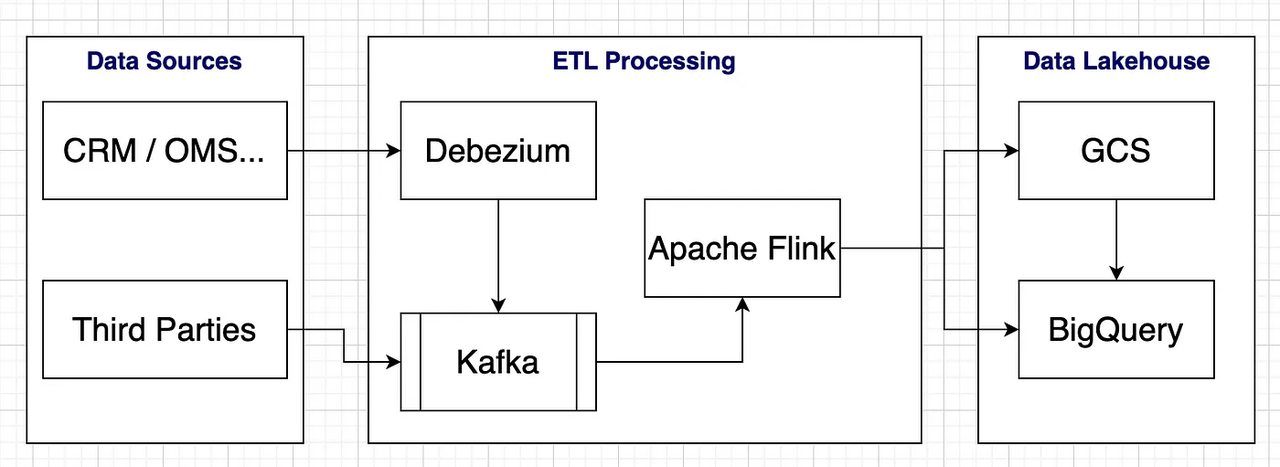 Data Sources
CRM / OMS...
Third Parties
ETL Processing
Debezium
Apache Flink
Kafka
Data Lakehouse
GCS
BigQuery